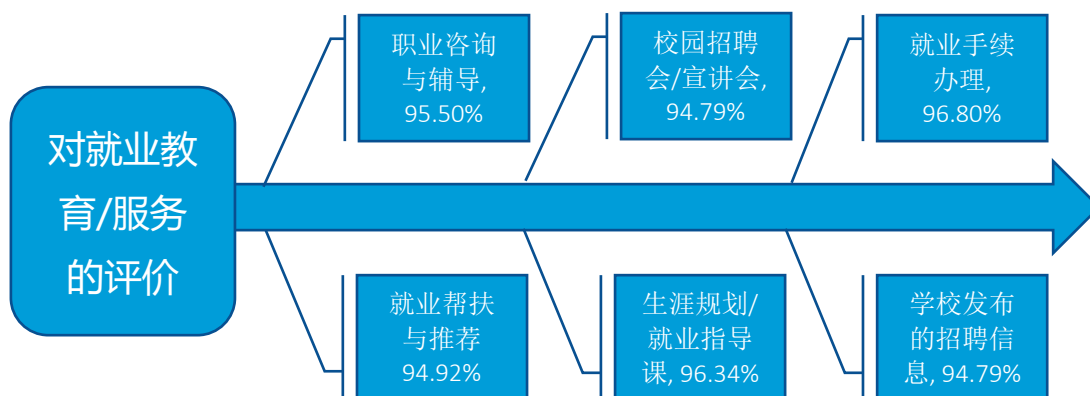 对就业教
育/服务
的评价
职业咨询
与辅导,
95.50%
校园招聘
会/宣讲会,
94.79%
就业手续
办理,
96.80%
就业帮扶
与推荐
94.92%
生涯规划/
就业指导
课, 96.34%
学校发布
的招聘信
息, 94.79%